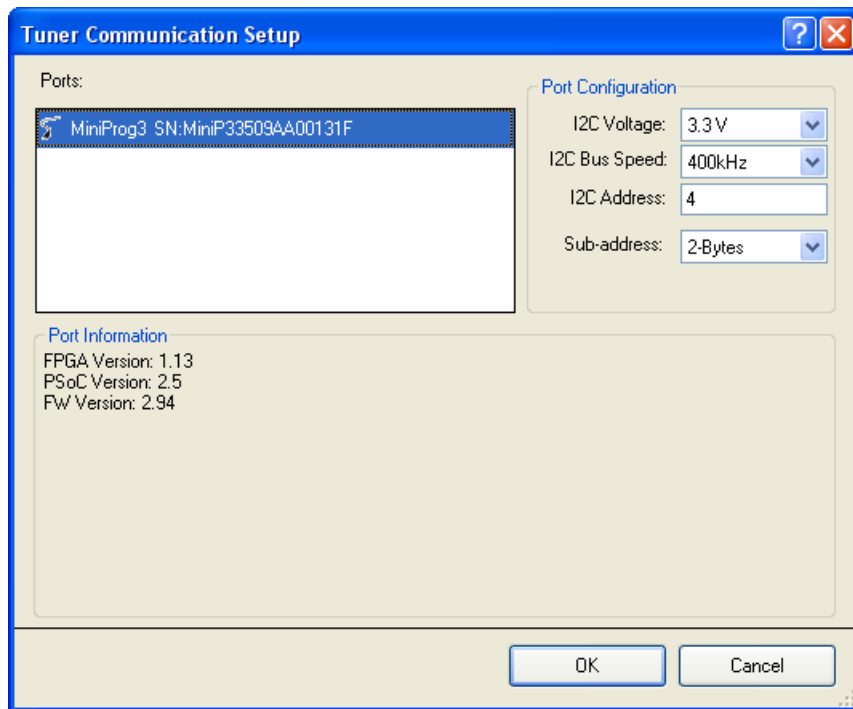 Tuner Communication Setup
Ports:
MiniProg3 SN:MiniP33509AA00131F
Port Configuration
I2C Voltage: 3.3 V
I2C Bus Speed: 400kHz
I2C Address: 4
Sub-address: 2-Bytes
Port Information
FPGA Version: 1.13
PSoC Version: 2.5
FW Version: 2.94
OK Cancel